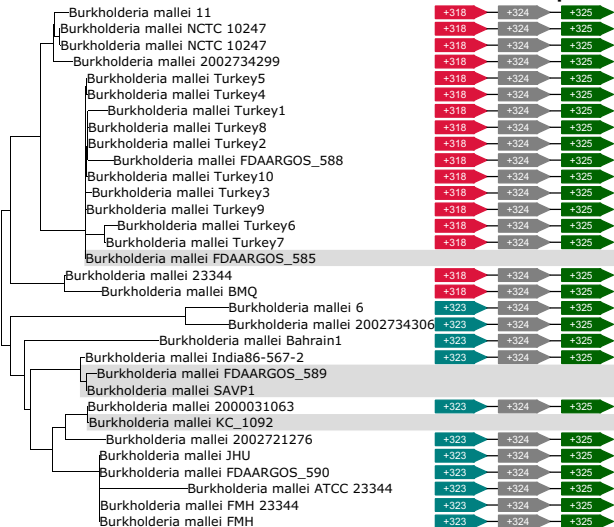 Burkholderia mallei 11 +318 +324 +325
Burkholderia mallei NCTC 10247 +318 +324 +325
Burkholderia mallei NCTC 10247 +318 +324 +325
Burkholderia mallei 2002734299 +318 +324 +325
Burkholderia mallei Turkey5 +318 +324 +325
Burkholderia mallei Turkey4 +318 +324 +325
Burkholderia mallei Turkey1 +318 +324 +325
Burkholderia mallei Turkey8 +318 +324 +325
Burkholderia mallei Turkey2 +318 +324 +325
Burkholderia mallei FDAARGOS_588 +318 +324 +325
Burkholderia mallei Turkey10 +318 +324 +325
Burkholderia mallei Turkey3 +318 +324 +325
Burkholderia mallei Turkey9 +318 +324 +325
Burkholderia mallei Turkey6 +318 +324 +325
Burkholderia mallei Turkey7 +318 +324 +325
Burkholderia mallei FDAARGOS_585
Burkholderia mallei 23344 +318 +324 +325
Burkholderia mallei BMQ +318 +324 +325
Burkholderia mallei 6 +323 +324 +325
Burkholderia mallei 2002734306 +323 +324 +325
Burkholderia mallei Bahrain1 +323 +324 +325
Burkholderia mallei India86-567-2 +323 +324 +325
Burkholderia mallei FDAARGOS_589
Burkholderia mallei SAVP1
Burkholderia mallei 2000031063 +323 +324 +325
Burkholderia mallei KC_1092
Burkholderia mallei 2002721276 +323 +324 +325
Burkholderia mallei JHU +323 +324 +325
Burkholderia mallei FDAARGOS_590 +323 +324 +325
Burkholderia mallei ATCC 23344 +323 +324 +325
Burkholderia mallei FMH 23344 +323 +324 +325
Burkholderia mallei FMH +323 +324 +325